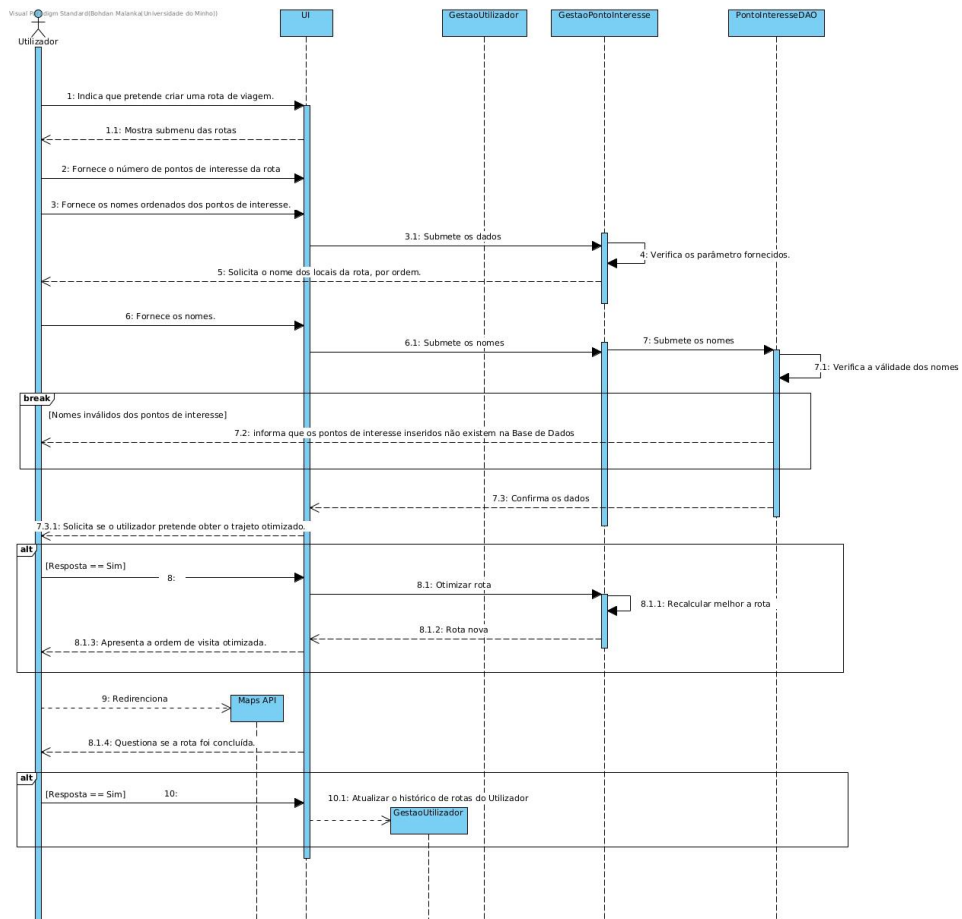 Visual Paradigm Standard(Bohdan Malanka(Universidade do Minho))
Utilizador
UI
GestaoUtilizador
GestaoPontoInteresse
PontoInteresseDAO
1: Indica que pretende criar uma rota de viagem.
1.1: Mostra submenu das rotas
2: Fornece o número de pontos de interesse da rota
3: Fornece os nomes ordenados dos pontos de interesse.
3.1: Submete os dados
4: Verifica os parâmetro fornecidos.
5: Solicita o nome dos locais da rota, por ordem.
6: Fornece os nomes.
6.1: Submete os nomes
7: Submete os nomes
7.1: Verifica a válidade dos nomes
break
[Nomes inválidos dos pontos de interesse]
7.2: informa que os pontos de interesse inseridos não existem na Base de Dados
7.3: Confirma os dados
7.3.1: Solicita se o utilizador pretende obter o trajeto otimizado.
alt
[Resposta == Sim]
8:
8.1: Otimizar rota
8.1.1: Recalcular melhor a rota
8.1.2: Rota nova
8.1.3: Apresenta a ordem de visita otimizada.
9: Redirenciona
Maps API
8.1.4: Questiona se a rota foi concluída.
alt
[Resposta == Sim]
10:
10.1: Atualizar o histórico de rotas do Utilizador
GestaoUtilizador